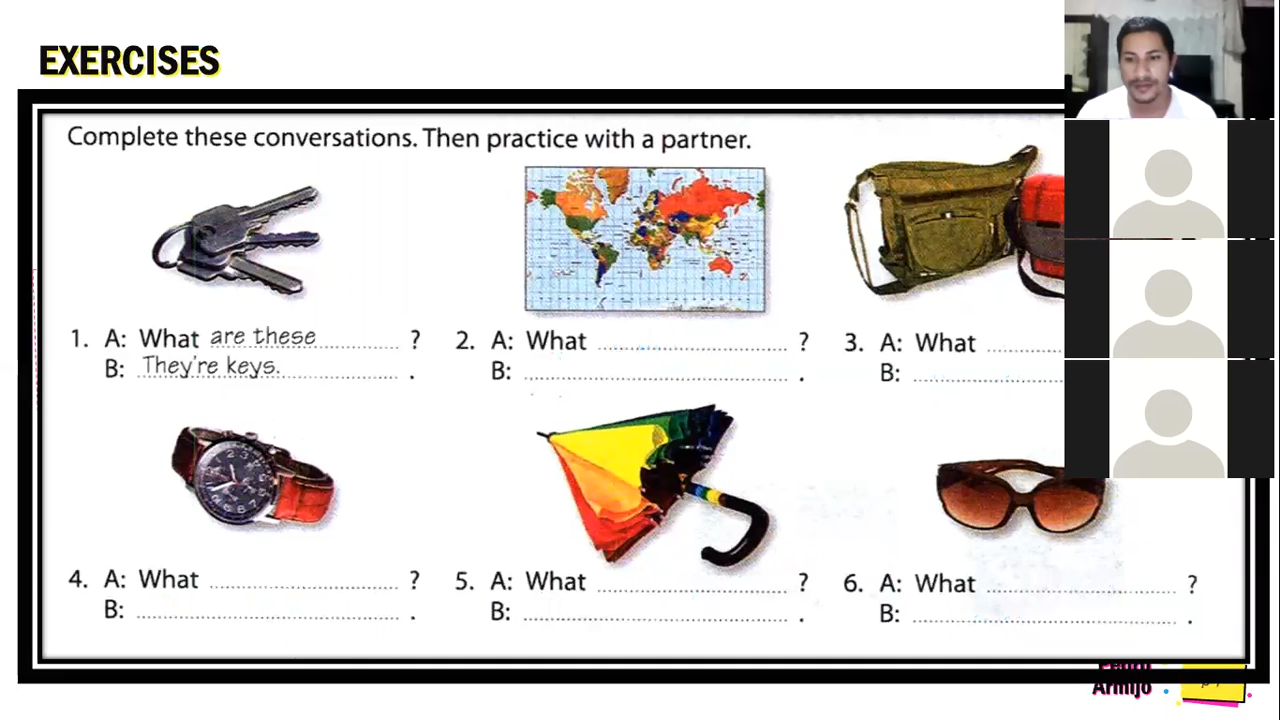 EXERCISES
Complete these conversations. Then practice with a partner.
1. A: What are these ?
B: They're keys. .
2. A: What ?
B: .
3. A: What
B:
4. A: What ?
B: .
5. A: What ?
B: .
6. A: What ?
B: .
Armijo